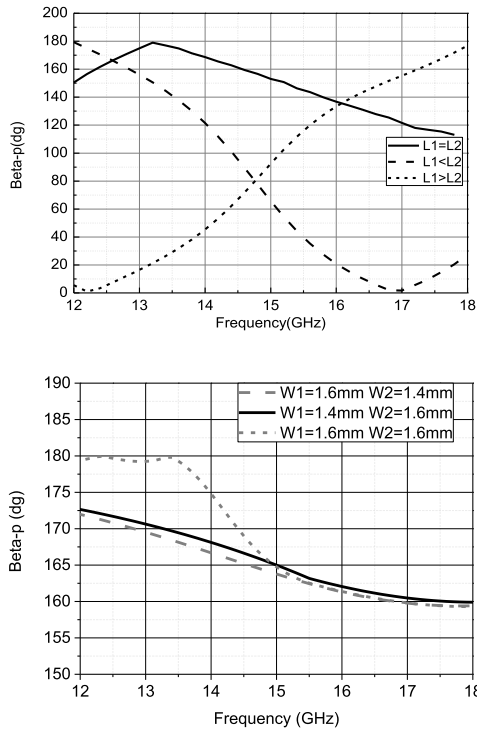 200
180
160
140
120
100
80
60
40
20
0
Beta-p(dg)
L1=L2
L1<L2
L1>L2
12 13 14 15 16 17 18
Frequency(GHz)
190
185
180
175
170
165
160
155
150
Beta-p (dg)
W1=1.6mm W2=1.4mm
W1=1.4mm W2=1.6mm
W1=1.6mm W2=1.6mm
12 13 14 15 16 17 18
Frequency (GHz)